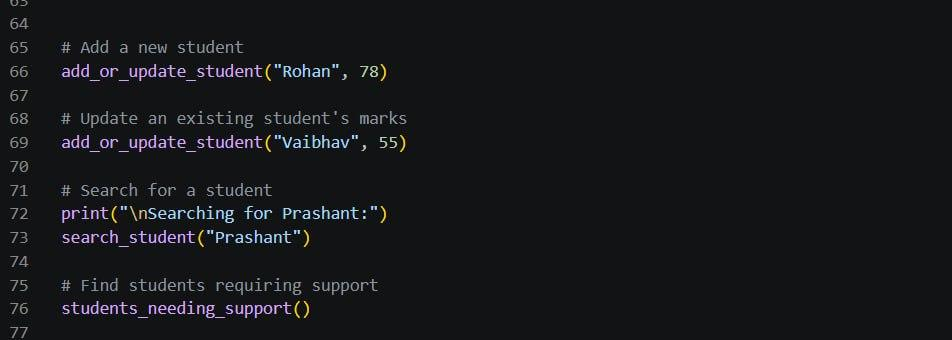 63
64
65 # Add a new student
66 add_or_update_student("Rohan", 78)
67
68 # Update an existing student's marks
69 add_or_update_student("Vaibhav", 55)
70
71 # Search for a student
72 print("\nSearching for Prashant:")
73 search_student("Prashant")
74
75 # Find students requiring support
76 students_needing_support()
77